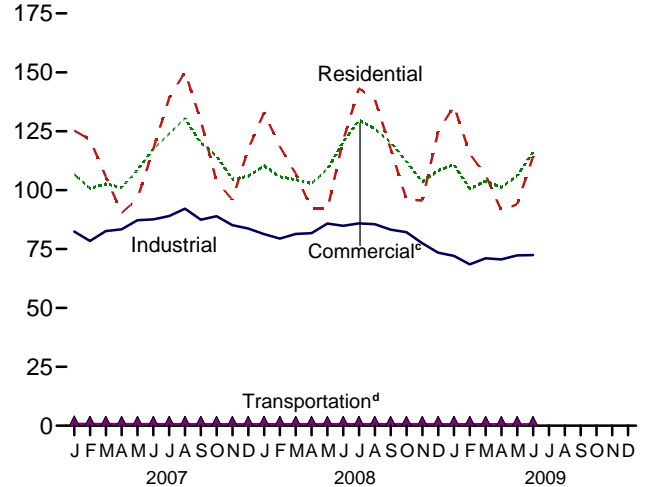 175
150
Residential
125
100
Industrial
Commercialᶜ
75
50
25
Transportationᵈ
0
J F M A M J J A S O N D J F M A M J J A S O N D J F M A M J J A S O N D
2007 2008 2009